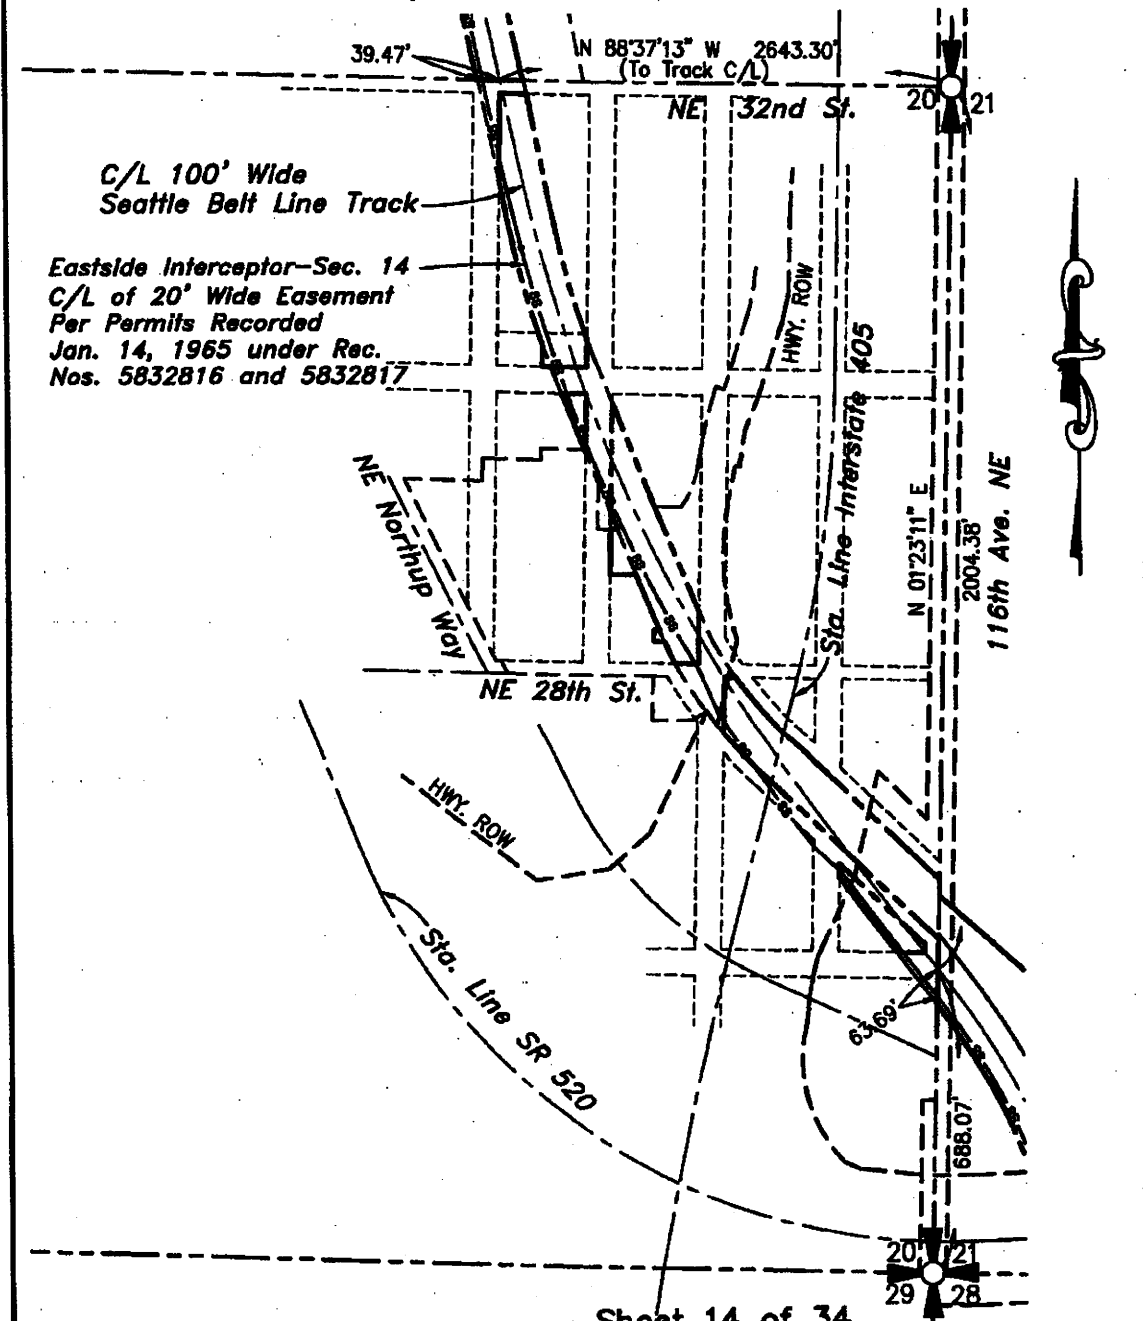 39.47'
N 88°37'13" W 2643.30'
(To Track C/L)
NE 32nd St.
20 21
C/L 100' Wide
Seattle Belt Line Track
Eastside Interceptor-Sec. 14
C/L of 20' Wide Easement
Per Permits Recorded
Jan. 14, 1965 under Rec.
Nos. 5832816 and 5832817
HWY. ROW
Sta. Line Interstate 405
N 01°23'11" E
2004.38'
116th Ave. NE
NE Northup Way
NE 28th St.
HWY. ROW
Sta. Line SR 520
63.69'
688.07'
20 21
29 28
Sheet 14 of 34